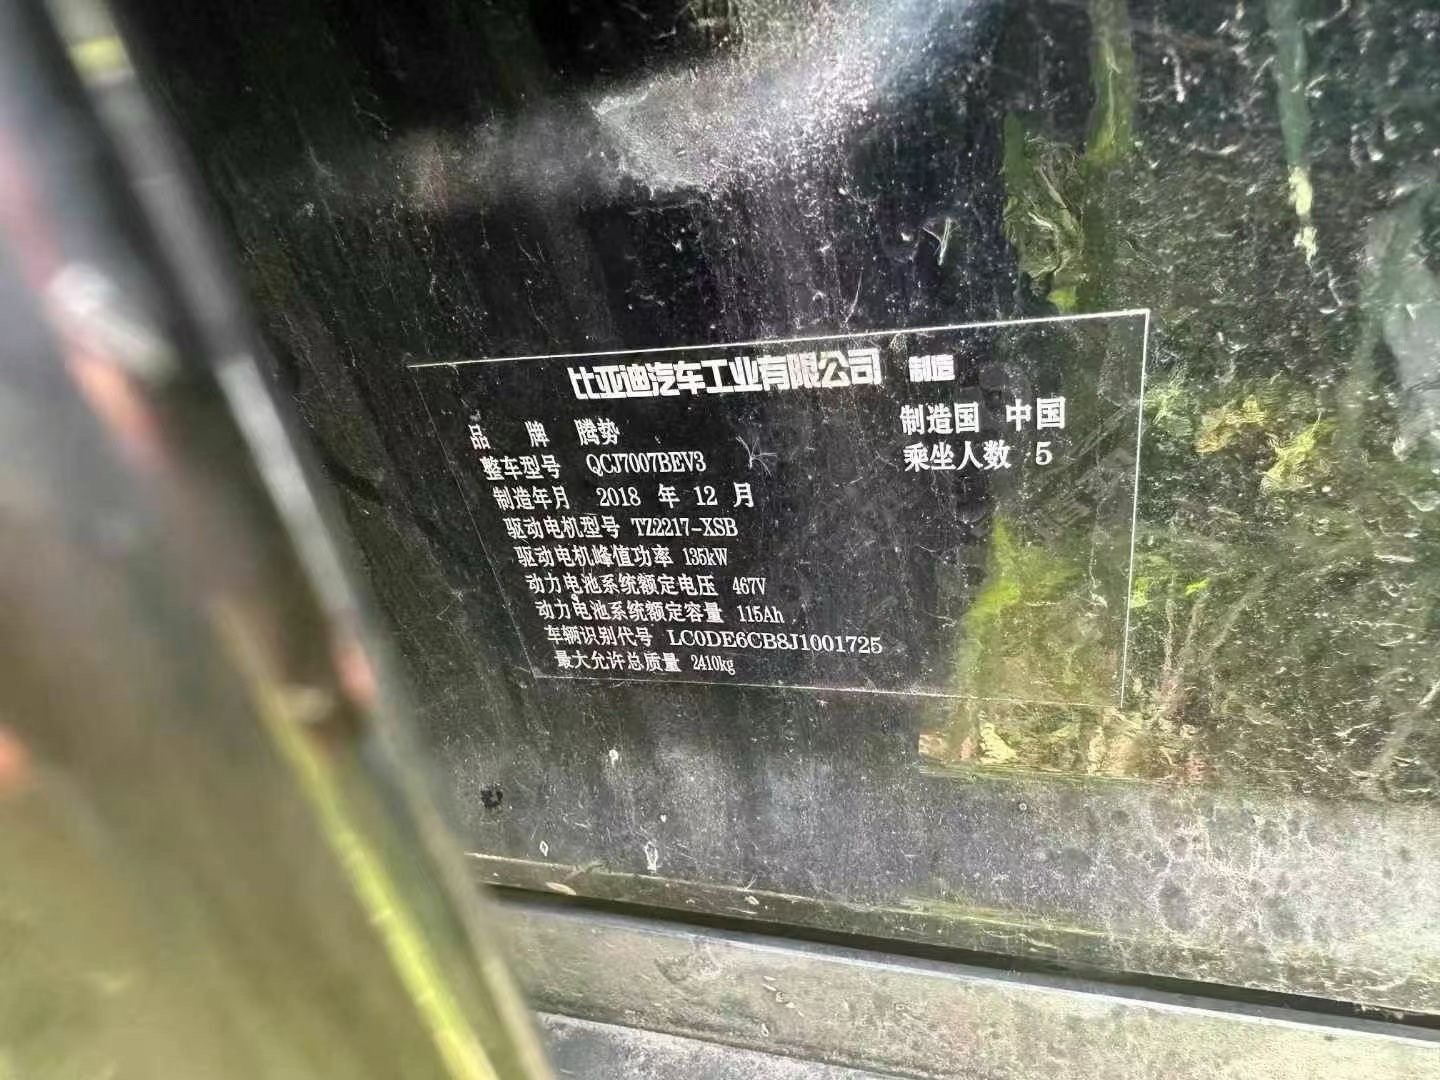 比亚迪汽车工业有限公司 制造
品 牌 腾势
制造国 中国
整车型号 QCJ7007BEV3
乘坐人数 5
制造年月 2018 年 12 月
驱动电机型号 TZ2217-XSB
驱动电机峰值功率 135kW
动力电池系统额定电压 467V
动力电池系统额定容量 115Ah
车辆识别代号 LC0DE6CB8J1001725
最大允许总质量 2410kg